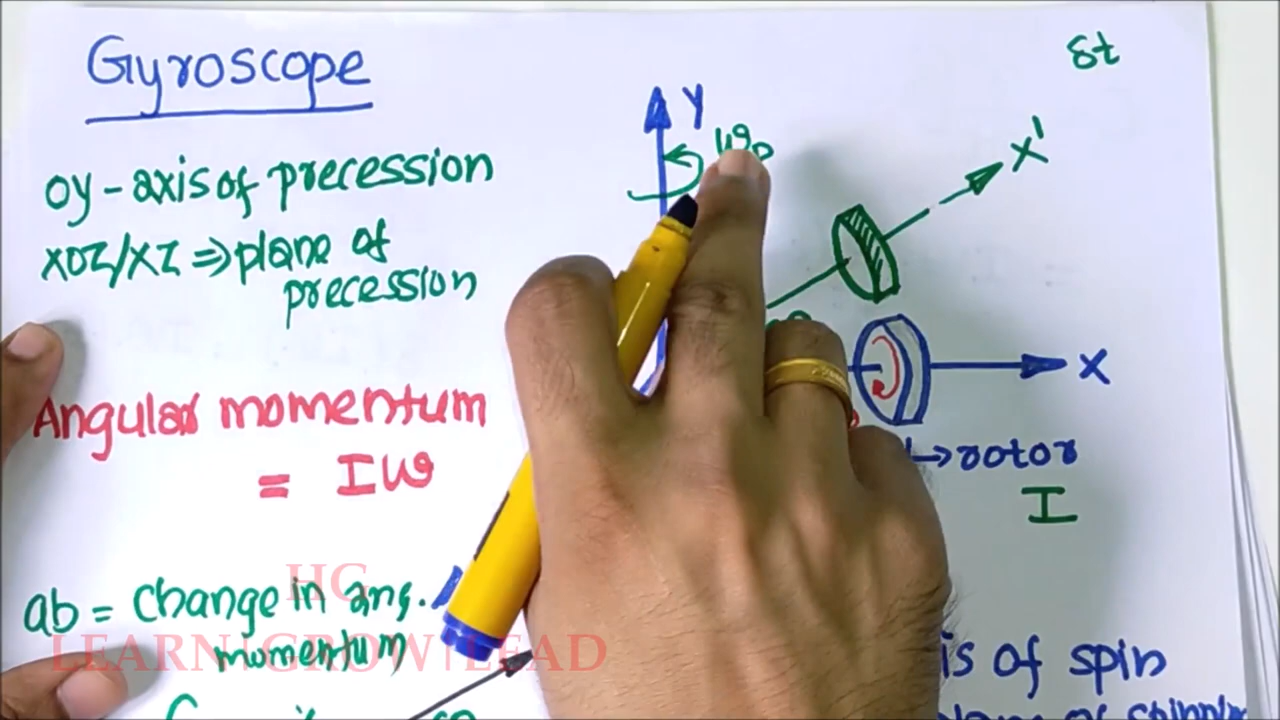 Gyroscope
δt
Y
ωp
X'
oy - axis of precession
XOZ/XZ ⇒ plane of
precession
X
Angular momentum
= Iω
→ rotor
I
HG
ab = Change in ang.
momentum
LEARN|GROW|LEAD
is of spin